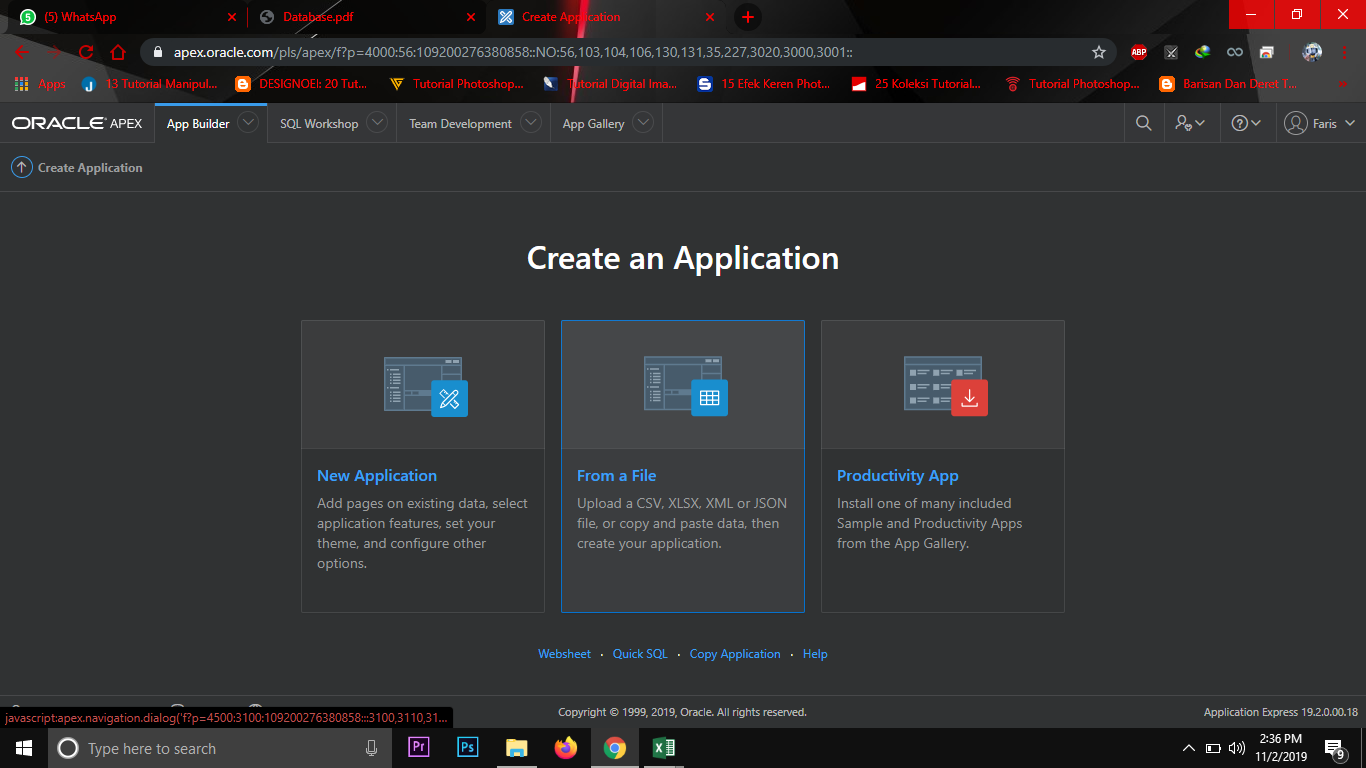 (5) WhatsApp
Database.pdf
Create Application
apex.oracle.com/pls/apex/f?p=4000:56:109200276380858::NO:56,103,104,106,130,131,35,227,3020,3000,3001::
ABP
Apps
13 Tutorial Manipul...
DESIGNOEL: 20 Tut...
Tutorial Photoshop...
Tutorial Digital Ima...
15 Efek Keren Phot...
25 Koleksi Tutorial...
Tutorial Photoshop...
Barisan Dan Deret T...
ORACLE APEX
App Builder
SQL Workshop
Team Development
App Gallery
Faris
Create Application
Create an Application
New Application
Add pages on existing data, select
application features, set your
theme, and configure other
options.
From a File
Upload a CSV, XLSX, XML or JSON
file, or copy and paste data, then
create your application.
Productivity App
Install one of many included
Sample and Productivity Apps
from the App Gallery.
Websheet · Quick SQL · Copy Application · Help
javascript:apex.navigation.dialog('f?p=4500:3100:109200276380858:::3100,3110,31...
Copyright © 1999, 2019, Oracle. All rights reserved.
Application Express 19.2.0.00.18
Type here to search
Pr
Ps
2:36 PM
11/2/2019
9